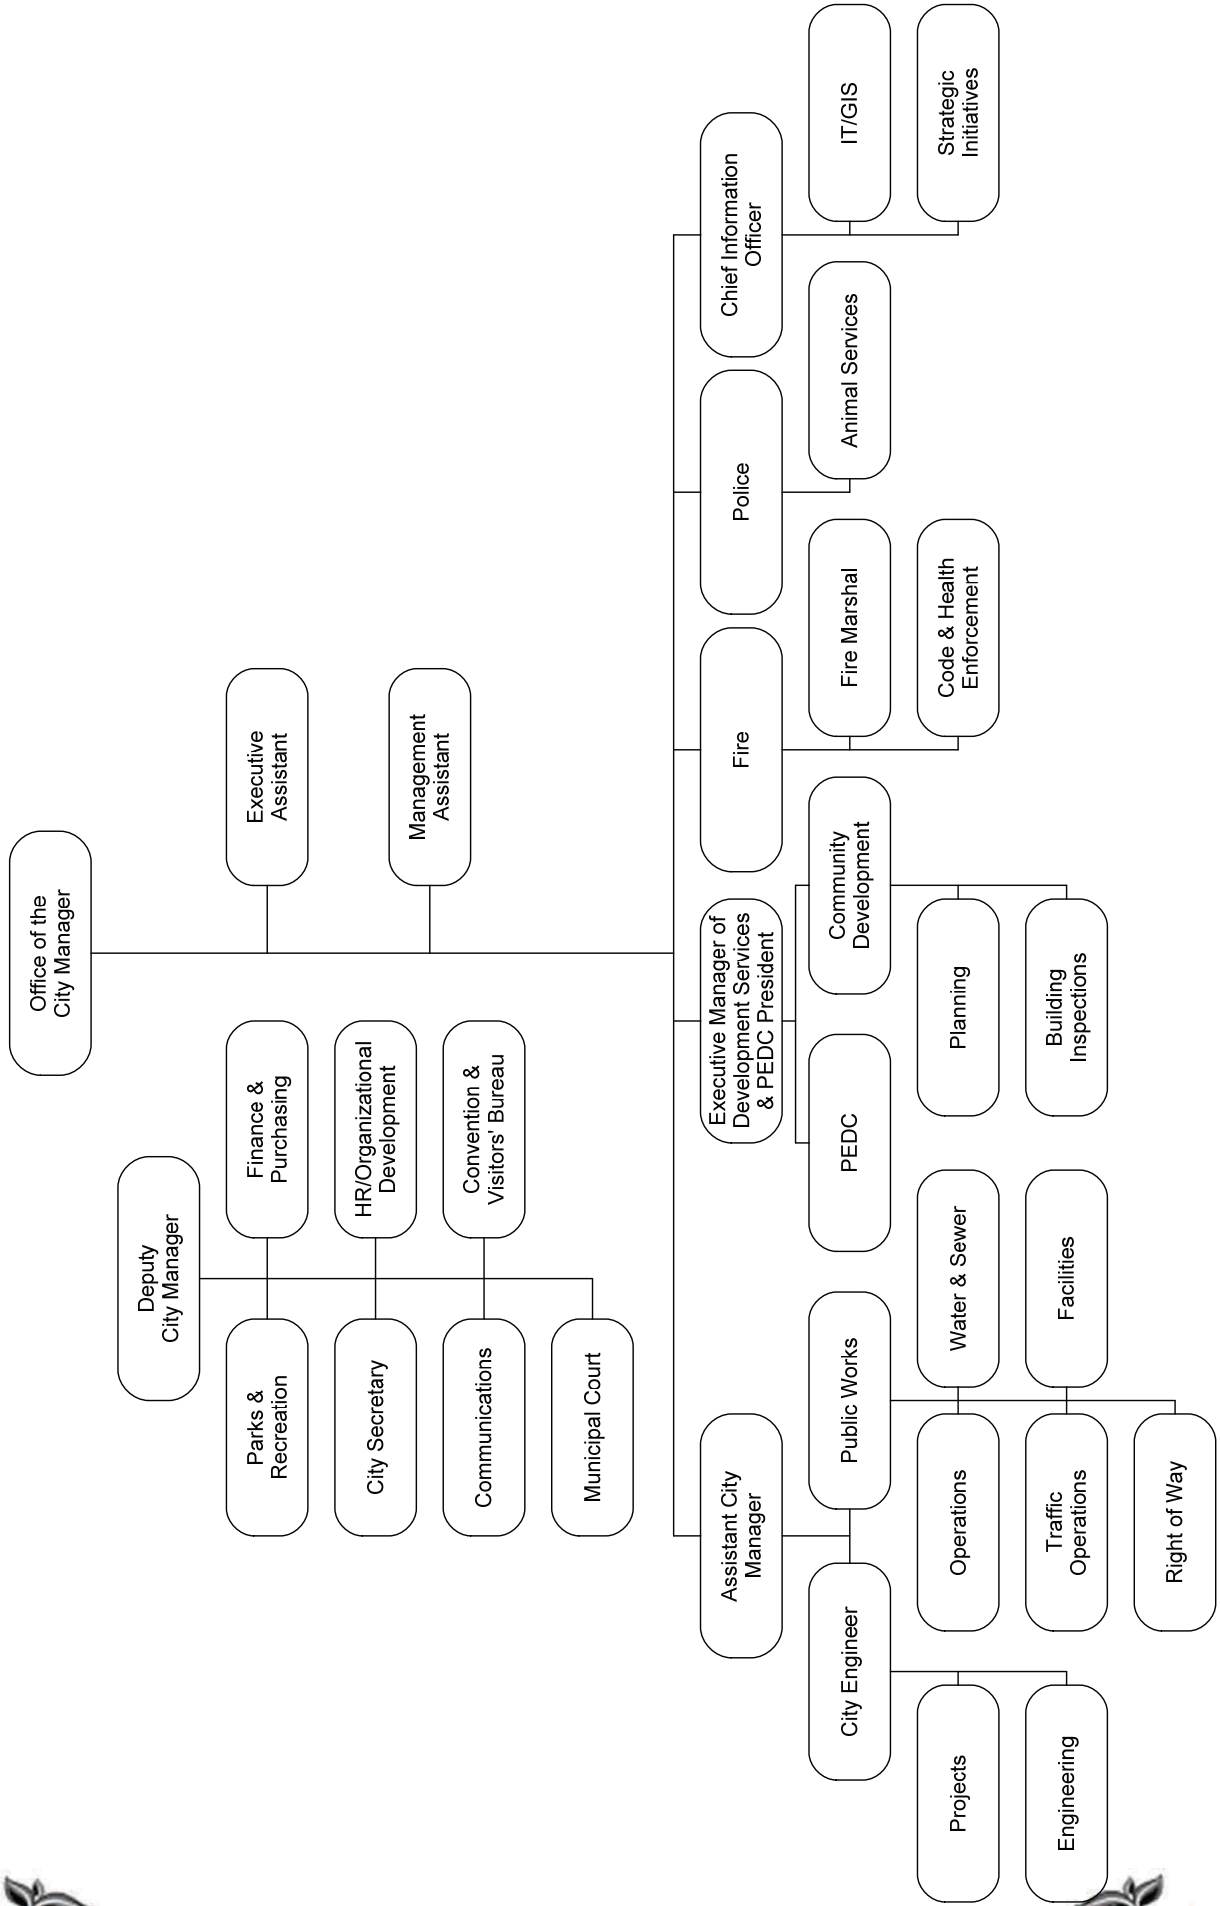 Office of the
City Manager
Deputy
City Manager
Executive
Assistant
Management
Assistant
Parks &
Recreation
Finance &
Purchasing
City Secretary
HR/Organizational
Development
Communications
Convention &
Visitors' Bureau
Municipal Court
Assistant City
Manager
Executive Manager of
Development Services
& PEDC President
Fire
Police
Chief Information
Officer
City Engineer
Public Works
PEDC
Community
Development
Fire Marshal
Animal Services
IT/GIS
Projects
Operations
Water & Sewer
Planning
Code & Health
Enforcement
Strategic
Initiatives
Engineering
Traffic
Operations
Facilities
Building
Inspections
Right of Way